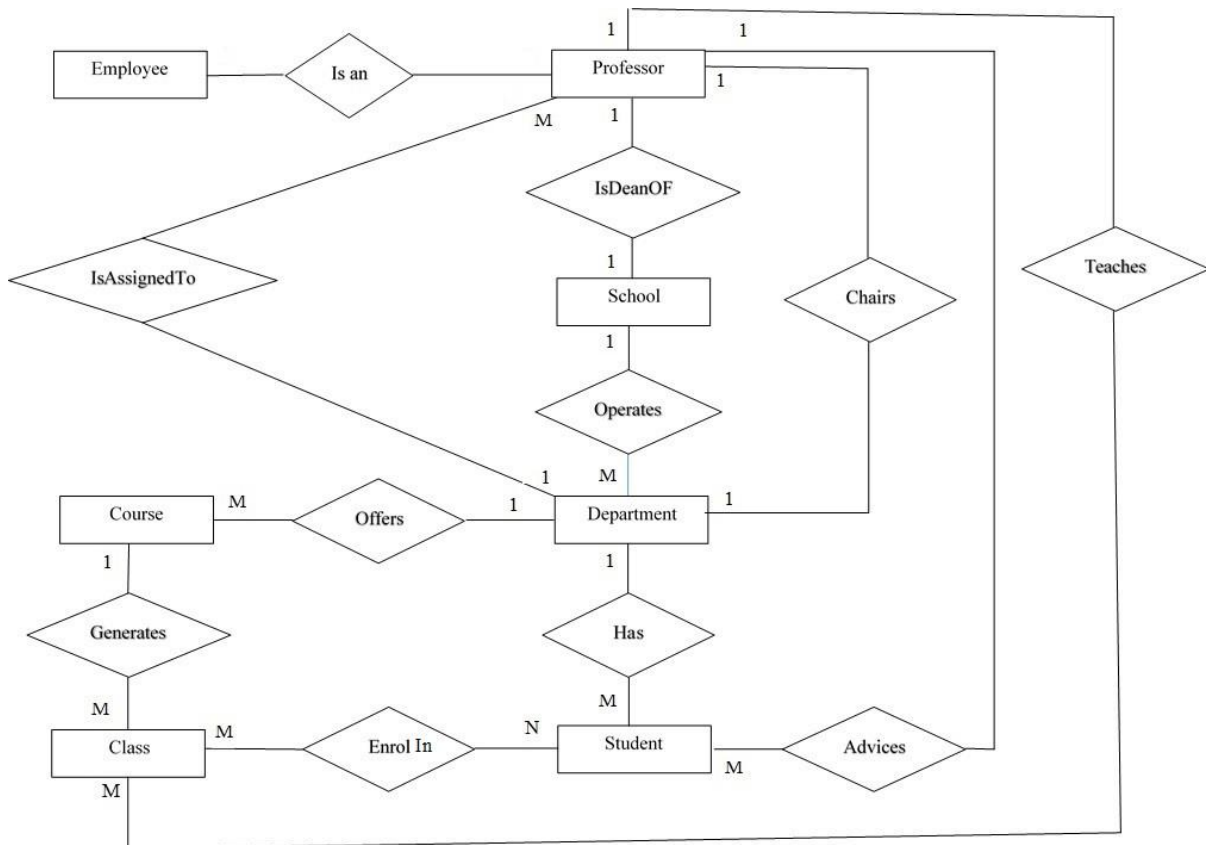 1
1
Employee
Is an
Professor
1
M
1
IsDeanOF
IsAssignedTo
1
School
Chairs
Teaches
1
Operates
M
1
Course
M
Offers
1
Department
1
1
1
Generates
Has
M
M
Class
M
Enrol In
N
Student
M
Advices
M